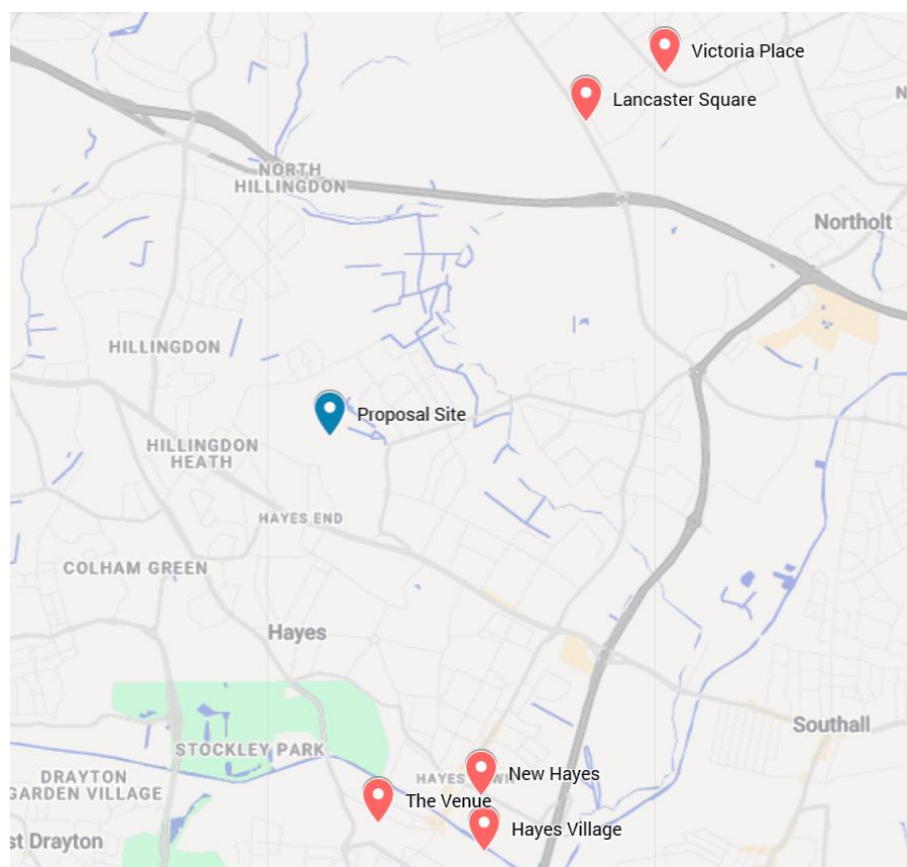 Victoria Place
Lancaster Square
N
NORTH
HILLINGDON
Northolt
HILLINGDON
Proposal Site
HILLINGDON
HEATH
HAYES END
COLHAM GREEN
Hayes
Southall
STOCKLEY PARK
DRAYTON
GARDEN VILLAGE
HAYES
New Hayes
The Venue
Hayes Village
st Drayton